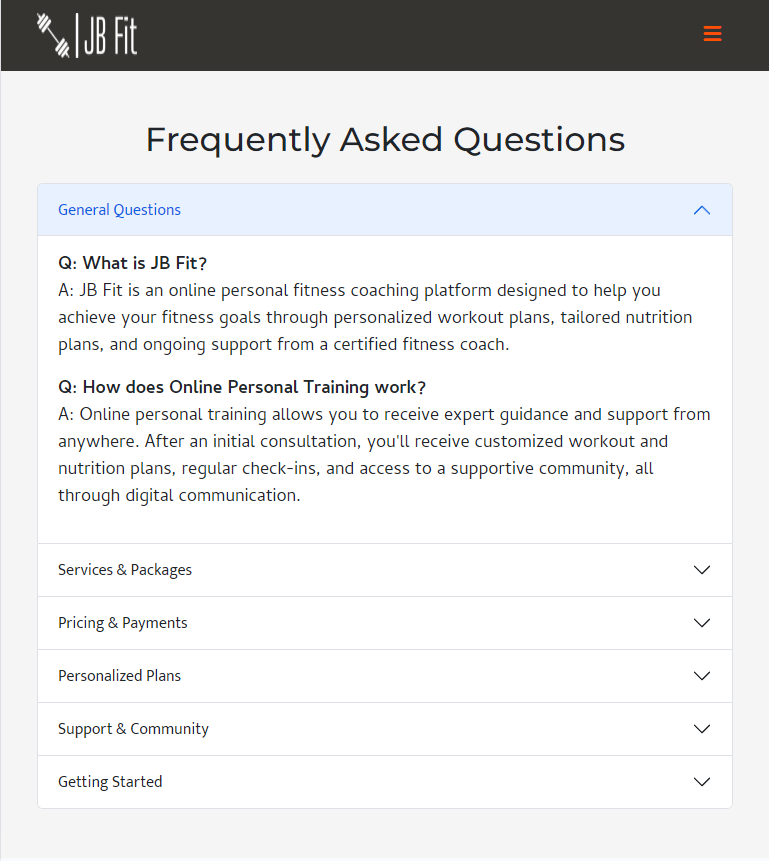 JB Fit
Frequently Asked Questions
General Questions
Q: What is JB Fit?
A: JB Fit is an online personal fitness coaching platform designed to help you
achieve your fitness goals through personalized workout plans, tailored nutrition
plans, and ongoing support from a certified fitness coach.
Q: How does Online Personal Training work?
A: Online personal training allows you to receive expert guidance and support from
anywhere. After an initial consultation, you'll receive customized workout and
nutrition plans, regular check-ins, and access to a supportive community, all
through digital communication.
Services & Packages
Pricing & Payments
Personalized Plans
Support & Community
Getting Started